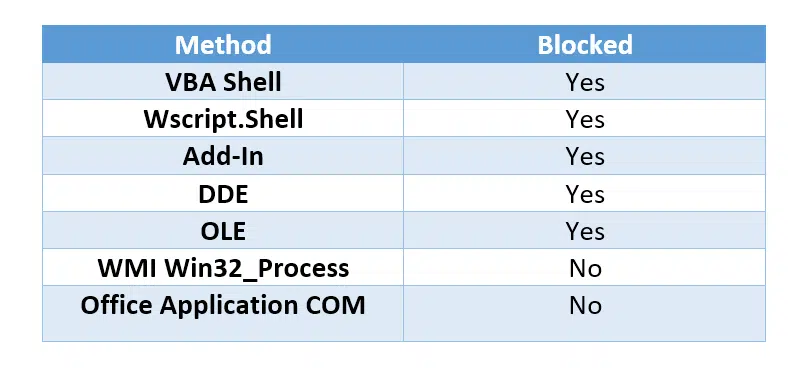 Method Blocked
VBA Shell Yes
Wscript.Shell Yes
Add-In Yes
DDE Yes
OLE Yes
WMI Win32_Process No
Office Application COM No